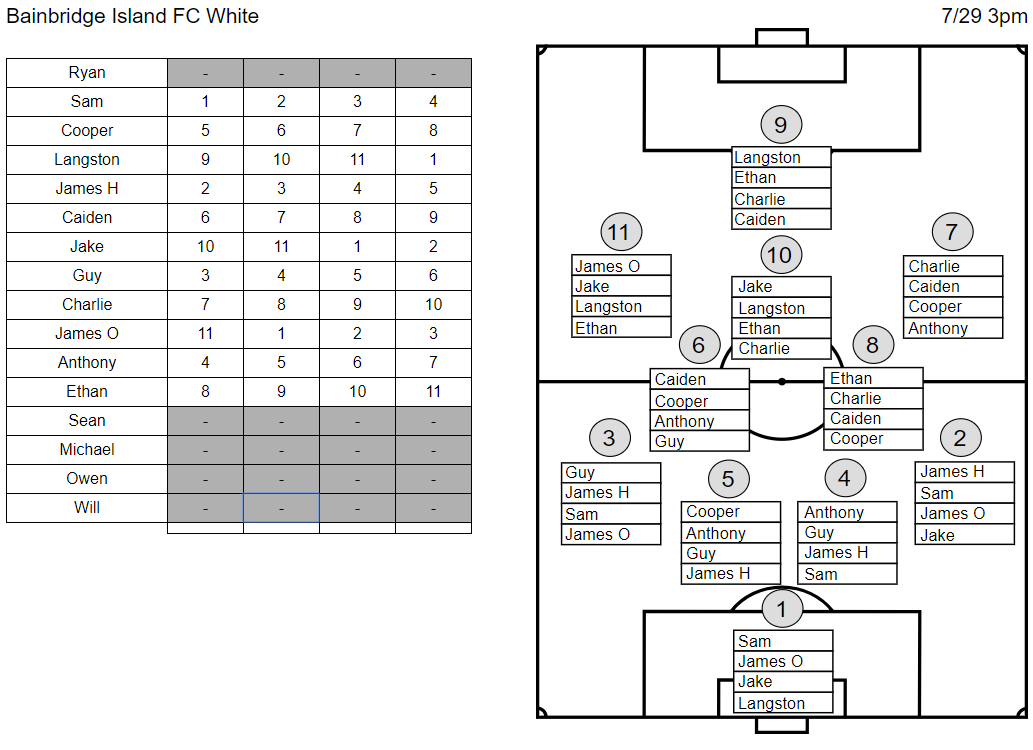 Bainbridge Island FC White
7/29 3pm
Ryan - - - -
Sam 1 2 3 4
Cooper 5 6 7 8
Langston 9 10 11 1
James H 2 3 4 5
Caiden 6 7 8 9
Jake 10 11 1 2
Guy 3 4 5 6
Charlie 7 8 9 10
James O 11 1 2 3
Anthony 4 5 6 7
Ethan 8 9 10 11
Sean - - - -
Michael - - - -
Owen - - - -
Will - - - -
9
Langston
Ethan
Charlie
Caiden
11
James O
Jake
Langston
Ethan
10
Jake
Langston
Ethan
Charlie
7
Charlie
Caiden
Cooper
Anthony
6
Caiden
Cooper
Anthony
Guy
8
Ethan
Charlie
Caiden
Cooper
3
Guy
James H
Sam
James O
5
Cooper
Anthony
Guy
James H
4
Anthony
Guy
James H
Sam
2
James H
Sam
James O
Jake
1
Sam
James O
Jake
Langston